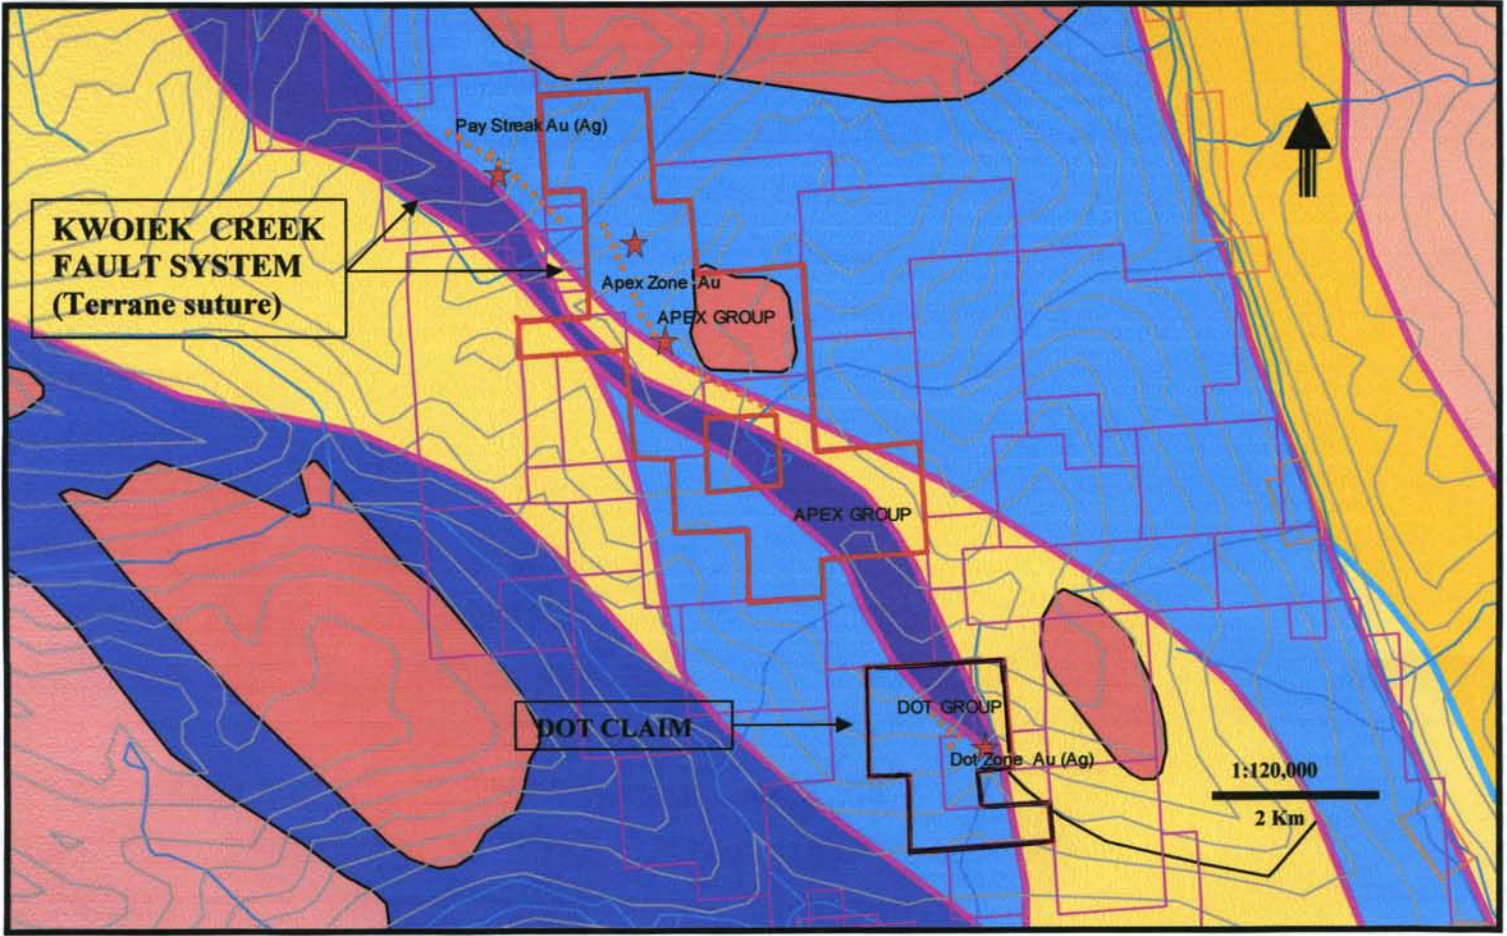 Pay Streak Au (Ag)
KWOIEK CREEK
FAULT SYSTEM
(Terrane suture)
Apex Zone Au
APEX GROUP
APEX GROUP
DOT GROUP
DOT CLAIM
Dot Zone Au (Ag)
1:120,000
2 Km